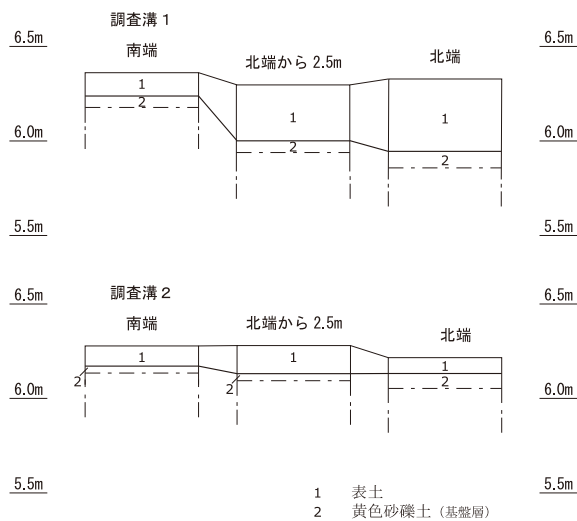 調査溝1
6.5m 6.5m
南端 北端から2.5m 北端
1 1 1
2 2 2
6.0m 6.0m
5.5m 5.5m
調査溝2
6.5m 6.5m
南端 北端から2.5m 北端
1 1 1
2 2 2
6.0m 6.0m
5.5m 5.5m
1 表土
2 黄色砂礫土(基盤層)